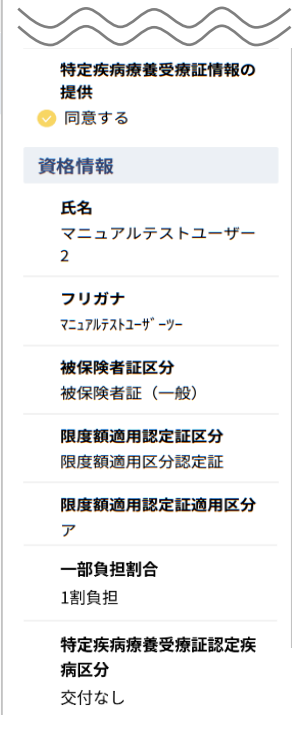 特定疾病療養受療証情報の
提供
同意する
資格情報
氏名
マニュアルテストユーザー
2
フリガナ
ﾏﾆｭｱﾙﾃｽﾄﾕｰｻﾞｰﾂｰ
被保険者証区分
被保険者証（一般）
限度額適用認定証区分
限度額適用区分認定証
限度額適用認定証適用区分
ア
一部負担割合
1割負担
特定疾病療養受療証認定疾
病区分
交付なし